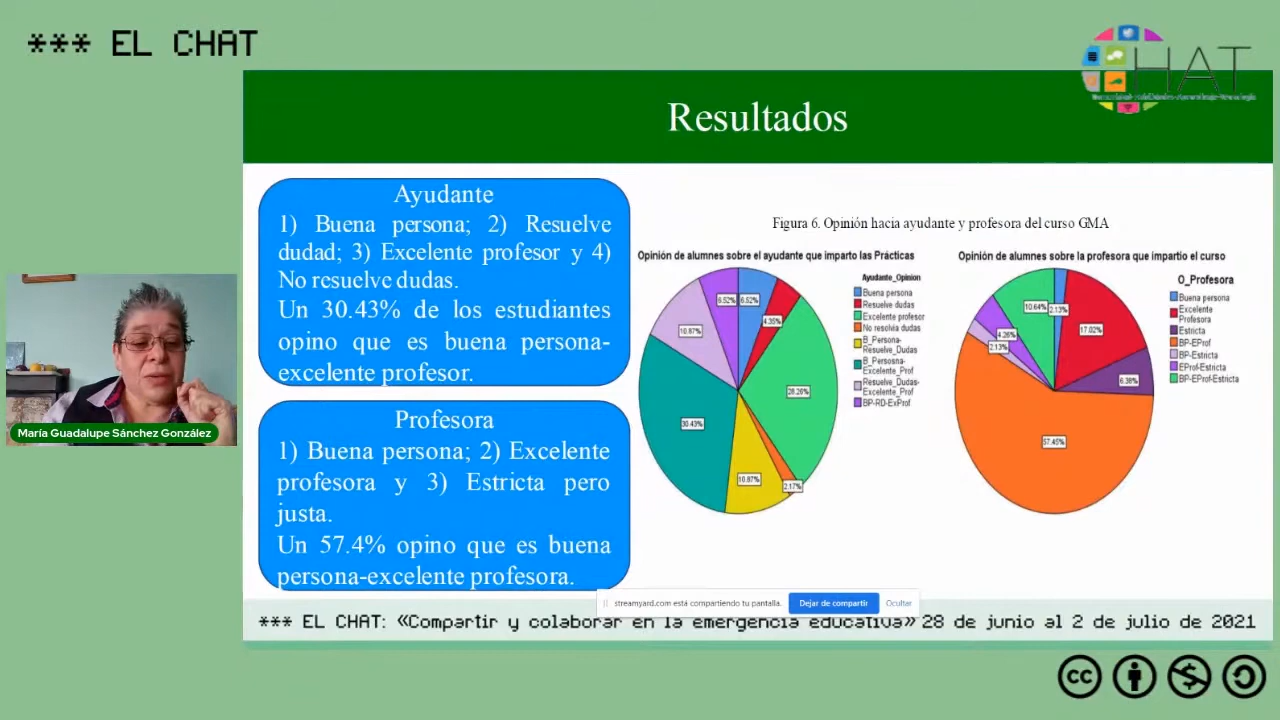 *** EL CHAT
HAT
Resultados
Ayudante
1) Buena persona; 2) Resuelve
dudad; 3) Excelente profesor y 4)
No resuelve dudas.
Un 30.43% de los estudiantes
opino que es buena persona-
excelente profesor.
Profesora
1) Buena persona; 2) Excelente
profesora y 3) Estricta pero
justa.
Un 57.4% opino que es buena
persona-excelente profesora.
María Guadalupe Sánchez González
Figura 6. Opinión hacia ayudante y profesora del curso GMA
Opinión de alumnes sobre el ayudante que imparto las Prácticas
Ayudante_Opinion
Buena persona
Resuelve dudas
Excelente profesor
No resolvia dudas
B_Persona-
Resuelve_Dudas
B_Persosna-
Excelente_Prof
Resuelve_Dudas-
Excelente_Prof
BP-RD-ExProf
6.52%
6.52%
4.35%
10.87%
28.26%
30.43%
10.87%
2.17%
Opinión de alumnes sobre la profesora que impartio el curso
O_Profesora
Buena persona
Excelente
Profesora
Estricta
BP-EProf
BP-Estricta
EProf-Estricta
BP-EProf-Estricta
10.64%
2.13%
17.02%
4.26%
2.13%
6.38%
57.45%
streamyard.com está compartiendo tu pantalla.
Dejar de compartir
Ocultar
*** EL CHAT: «Compartir y colaborar en la emergencia educativa» 28 de junio al 2 de julio de 2021
CC